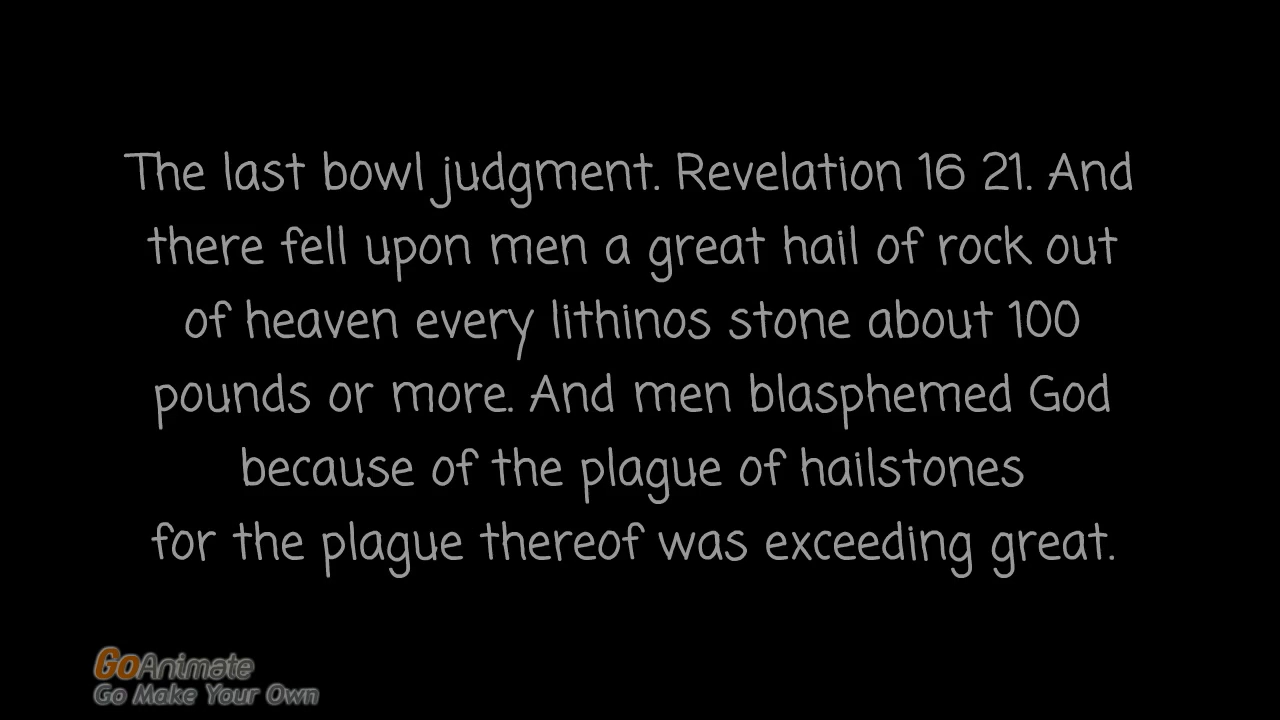 The last bowl judgment. Revelation 16 21. And
there fell upon men a great hail of rock out
of heaven every lithinos stone about 100
pounds or more. And men blasphemed God
because of the plague of hailstones
for the plague thereof was exceeding great.
GoAnimate
Go Make Your Own